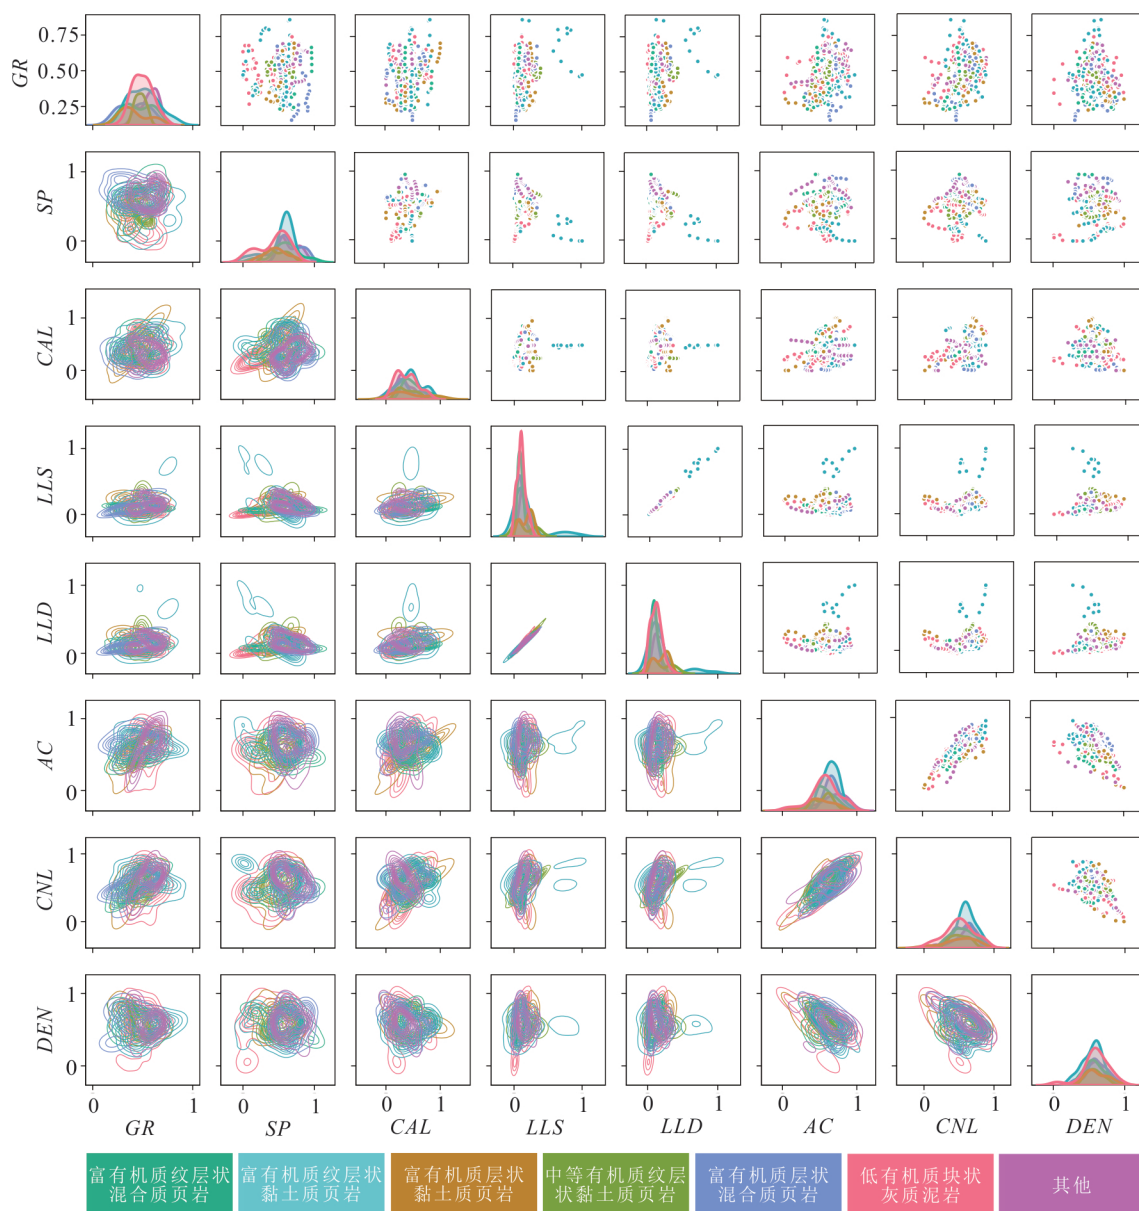 GR
0.75
0.50
0.25
SP
1
0
CAL
1
0
LLS
1
0
LLD
1
0
AC
1
0
CNL
1
0
DEN
1
0
0 1 0 1 0 1 0 1 0 1 0 1 0 1 0 1
GR SP CAL LLS LLD AC CNL DEN
富有机质纹层状
混合质页岩
富有机质纹层状
黏土质页岩
富有机质层状
黏土质页岩
中等有机质纹层
状黏土质页岩
富有机质层状
混合质页岩
低有机质块状
灰质泥岩
其他